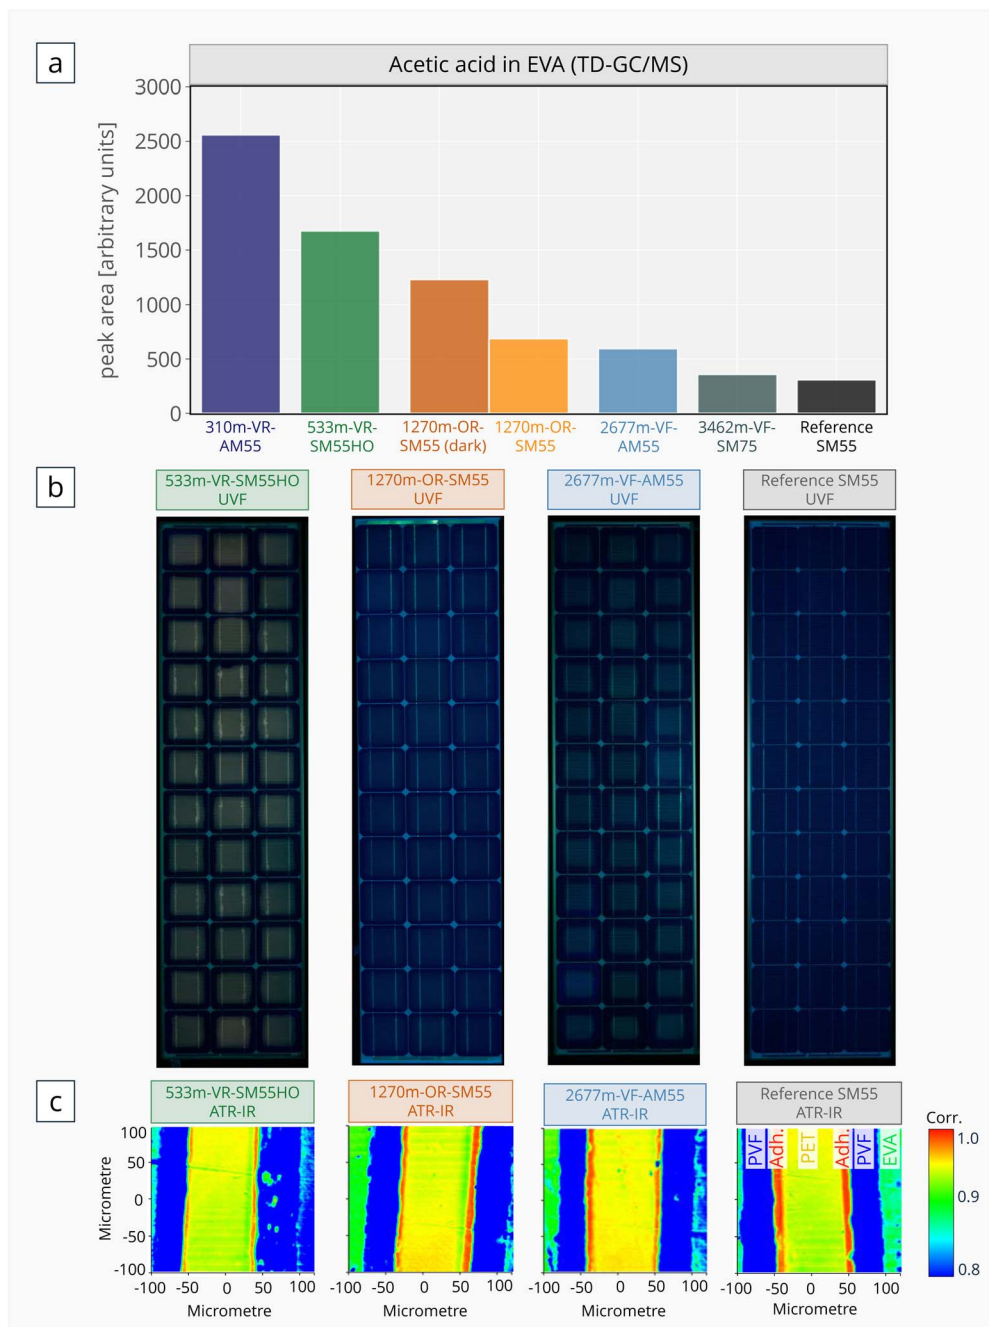 a
Acetic acid in EVA (TD-GC/MS)
peak area [arbitrary units]
3000
2500
2000
1500
1000
500
0
310m-VR-
AM55
533m-VR-
SM55HO
1270m-OR-
SM55 (dark)
1270m-OR-
SM55
2677m-VF-
AM55
3462m-VF-
SM75
Reference
SM55
b
533m-VR-SM55HO
UVF
1270m-OR-SM55
UVF
2677m-VF-AM55
UVF
Reference SM55
UVF
c
533m-VR-SM55HO
ATR-IR
1270m-OR-SM55
ATR-IR
2677m-VF-AM55
ATR-IR
Reference SM55
ATR-IR
Micrometre
100
50
0
-50
-100
-100 -50 0 50 100
Micrometre
-100 -50 0 50 100
Micrometre
-100 -50 0 50 100
Micrometre
PVF
Adh.
PET
Adh.
PVF
EVA
-100 -50 0 50 100
Micrometre
Corr.
1.0
0.9
0.8